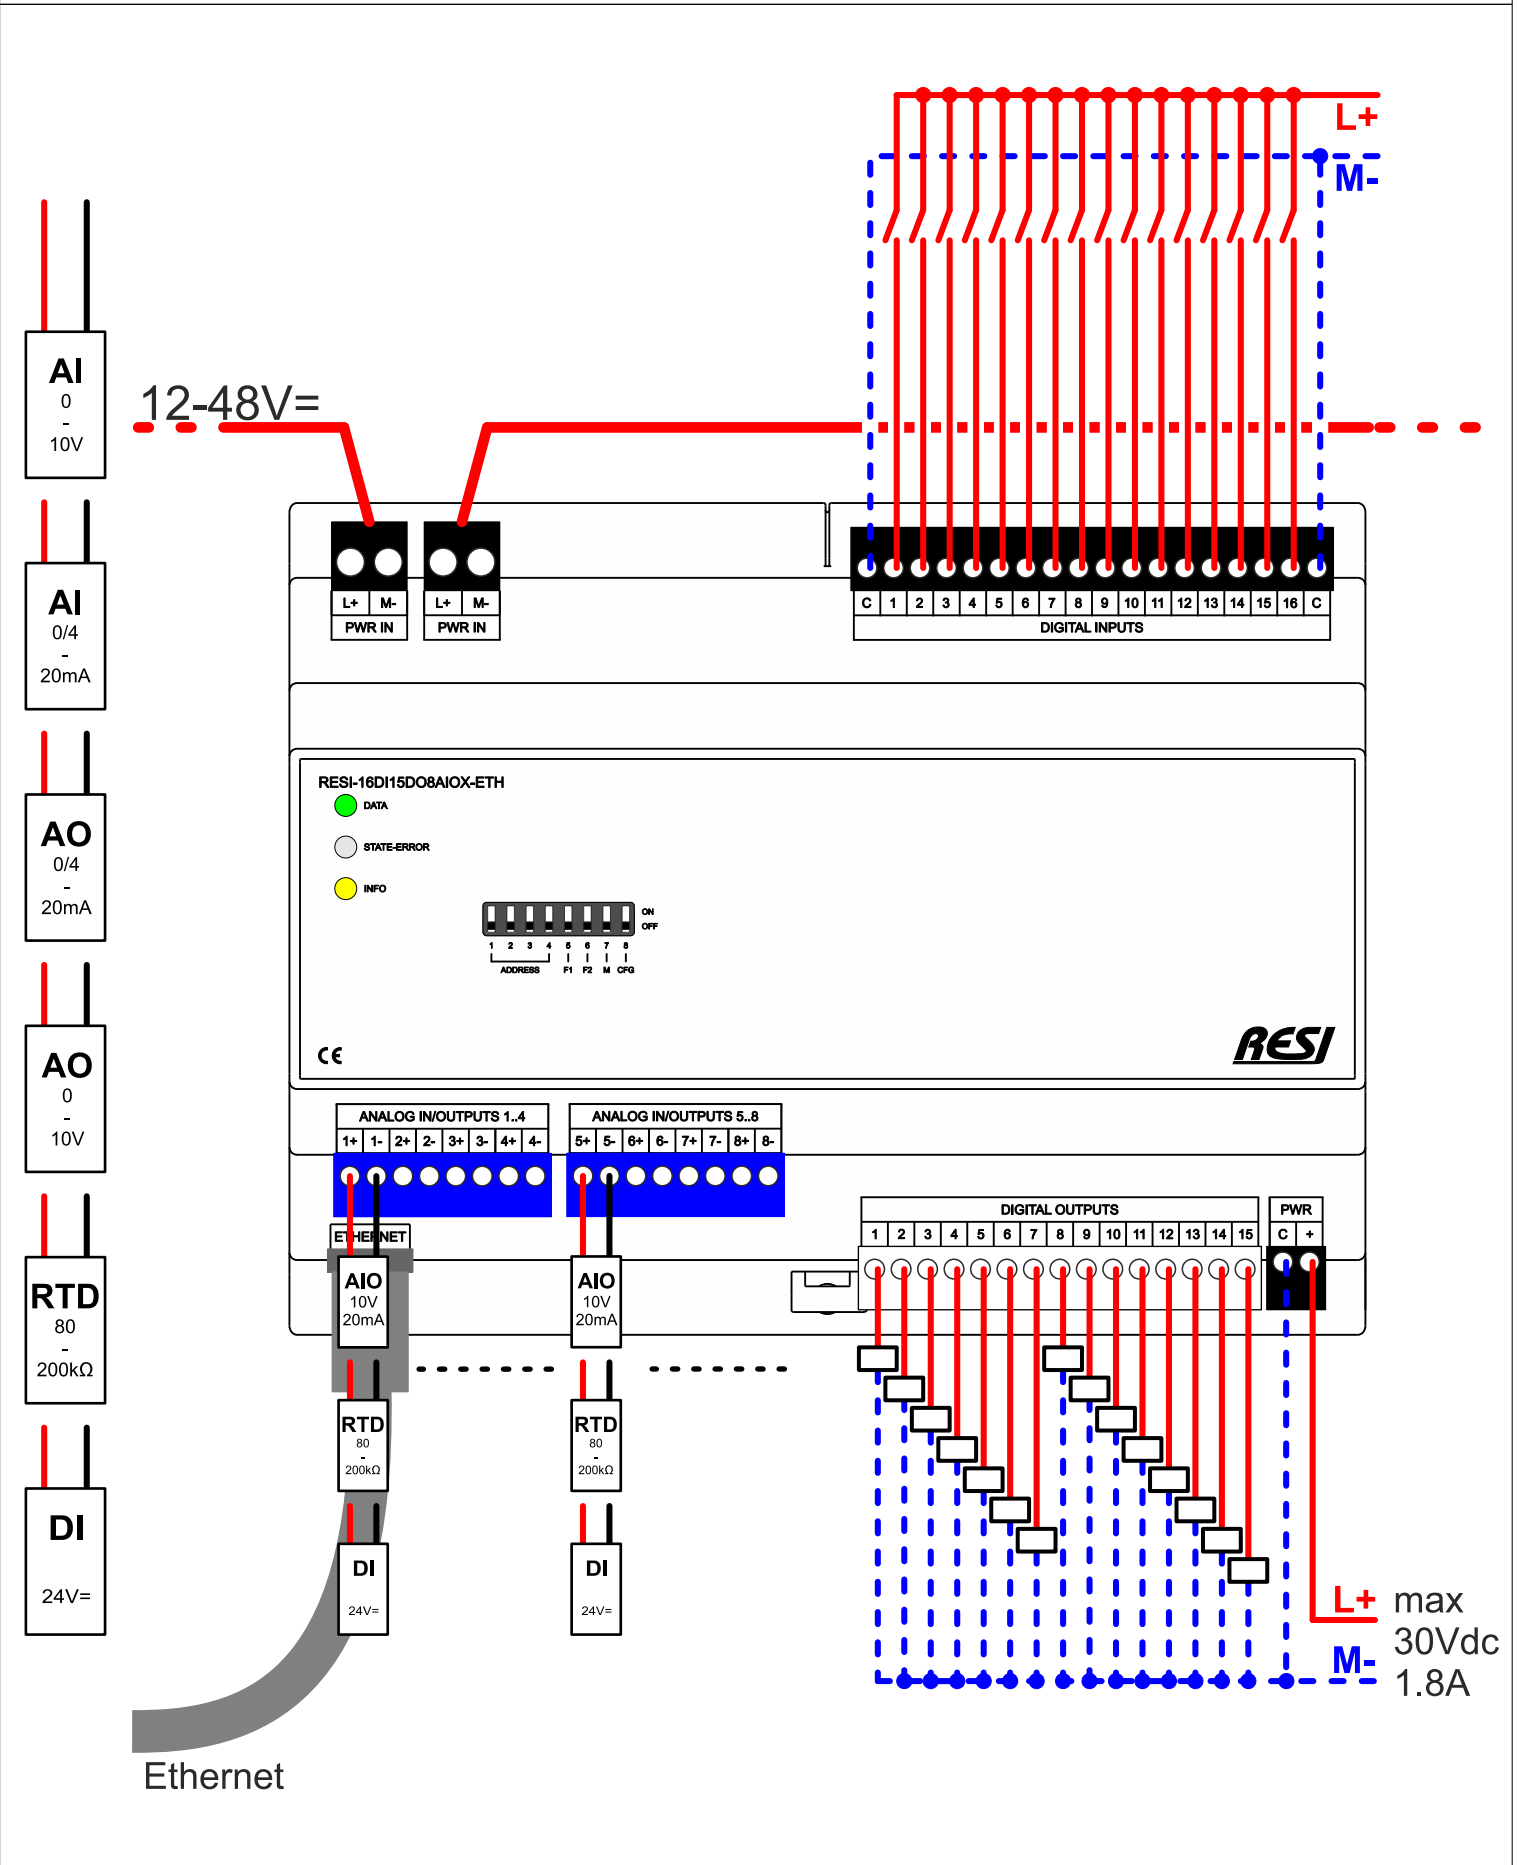 L+
M-
AI
0
-
10V
12-48V=
AI
0/4
-
20mA
L+ M- L+ M-
PWR IN PWR IN
C 1 2 3 4 5 6 7 8 9 10 11 12 13 14 15 16 C
DIGITAL INPUTS
AO
0/4
-
20mA
RESI-16DI15DO8AIOX-ETH
DATA
STATE-ERROR
INFO
ON
OFF
1 2 3 4 5 6 7 8
ADDRESS F1 F2 M CFG
CE
RESI
AO
0
-
10V
ANALOG IN/OUTPUTS 1..4
1+ 1- 2+ 2- 3+ 3- 4+ 4-
ANALOG IN/OUTPUTS 5..8
5+ 5- 6+ 6- 7+ 7- 8+ 8-
ETHERNET
DIGITAL OUTPUTS
1 2 3 4 5 6 7 8 9 10 11 12 13 14 15
PWR
C +
RTD
80
-
200kΩ
AIO
10V
20mA
AIO
10V
20mA
RTD
80
-
200kΩ
RTD
80
-
200kΩ
DI
24V=
DI
24V=
DI
24V=
L+ max
30Vdc
M- 1.8A
Ethernet